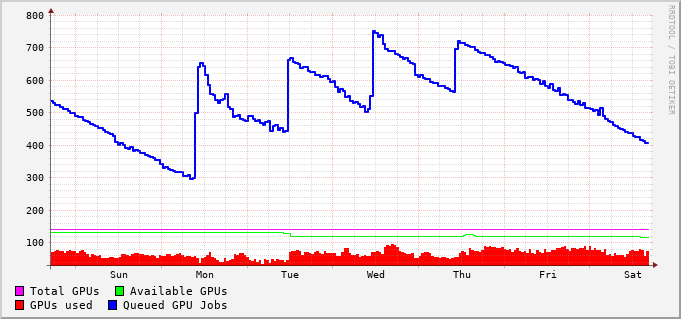 800
700
600
500
400
300
200
100
Sun Mon Tue Wed Thu Fri Sat
Total GPUs Available GPUs
GPUs used Queued GPU Jobs
RRDTOOL / TOBI OETIKER